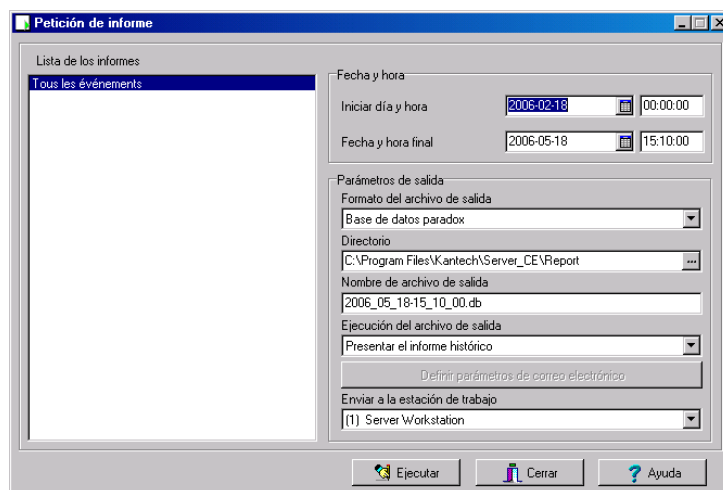 Petición de informe
Lista de los informes
Tous les événements
Fecha y hora
Iniciar día y hora
2006-02-18
00:00:00
Fecha y hora final
2006-05-18
15:10:00
Parámetros de salida
Formato del archivo de salida
Base de datos paradox
Directorio
C:\Program Files\Kantech\Server_CE\Report
...
Nombre de archivo de salida
2006_05_18-15_10_00.db
Ejecución del archivo de salida
Presentar el informe histórico
Definir parámetros de correo electrónico
Enviar a la estación de trabajo
(1) Server Workstation
Ejecutar
Cerrar
? Ayuda